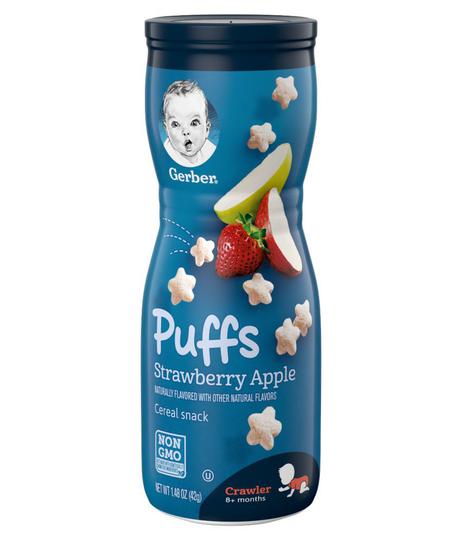 Gerber®
Puffs
Strawberry Apple
NATURALLY FLAVORED WITH OTHER NATURAL FLAVORS
Cereal snack
NON
GMO
U
NET WT 1.48 OZ (42g)
Crawler
8+ months